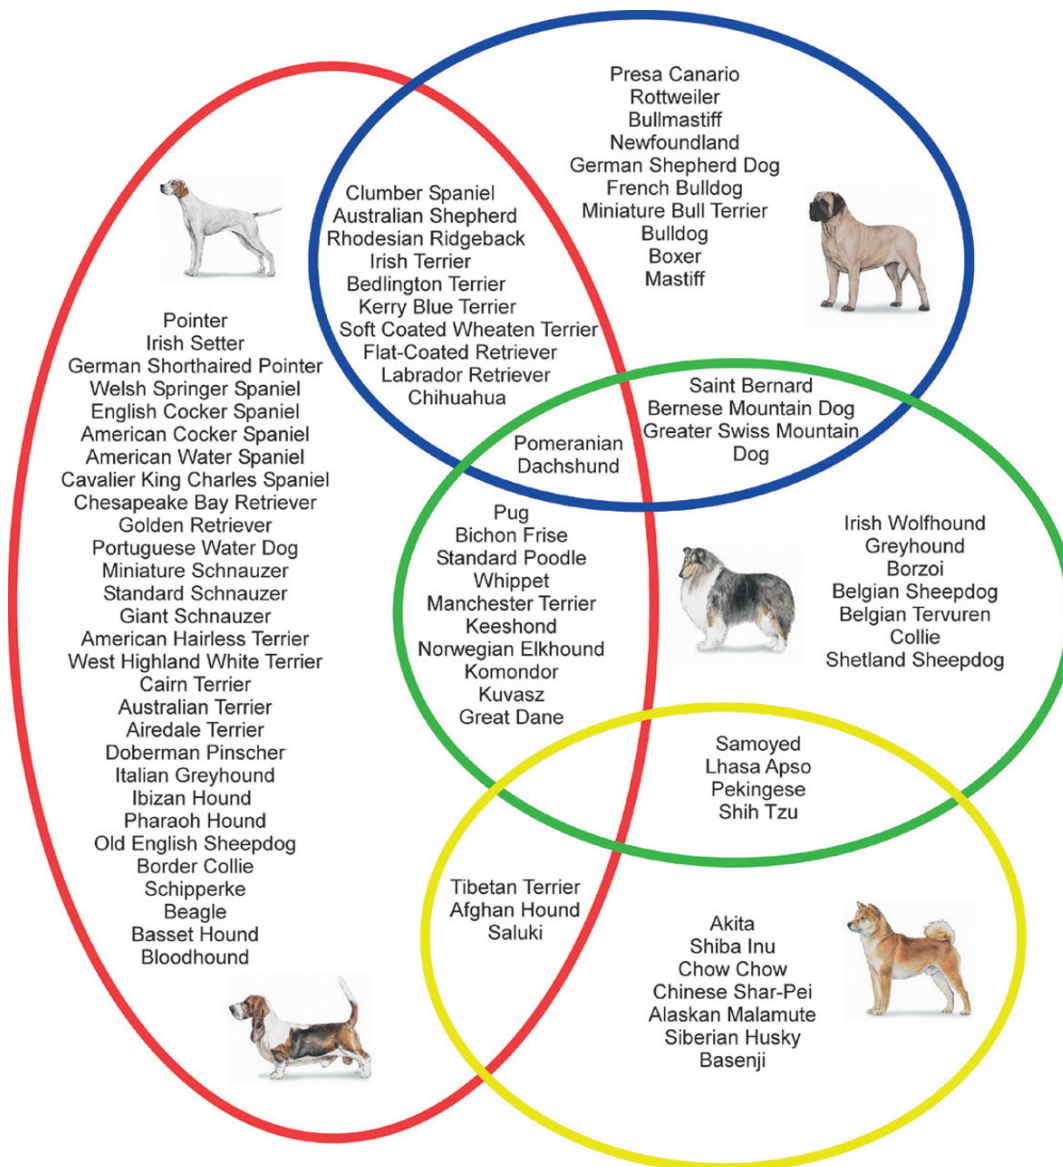 Presa Canario
Rottweiler
Bullmastiff
Newfoundland
German Shepherd Dog
French Bulldog
Miniature Bull Terrier
Bulldog
Boxer
Mastiff
Clumber Spaniel
Australian Shepherd
Rhodesian Ridgeback
Irish Terrier
Bedlington Terrier
Kerry Blue Terrier
Soft Coated Wheaten Terrier
Flat-Coated Retriever
Labrador Retriever
Chihuahua
Pointer
Irish Setter
German Shorthaired Pointer
Welsh Springer Spaniel
English Cocker Spaniel
American Cocker Spaniel
American Water Spaniel
Cavalier King Charles Spaniel
Chesapeake Bay Retriever
Golden Retriever
Portuguese Water Dog
Miniature Schnauzer
Standard Schnauzer
Giant Schnauzer
American Hairless Terrier
West Highland White Terrier
Cairn Terrier
Australian Terrier
Airedale Terrier
Doberman Pinscher
Italian Greyhound
Ibizan Hound
Pharaoh Hound
Old English Sheepdog
Border Collie
Schipperke
Beagle
Basset Hound
Bloodhound
Saint Bernard
Bernese Mountain Dog
Greater Swiss Mountain
Dog
Pomeranian
Dachshund
Pug
Bichon Frise
Standard Poodle
Whippet
Manchester Terrier
Keeshond
Norwegian Elkhound
Komondor
Kuvasz
Great Dane
Irish Wolfhound
Greyhound
Borzoi
Belgian Sheepdog
Belgian Tervuren
Collie
Shetland Sheepdog
Samoyed
Lhasa Apso
Pekingese
Shih Tzu
Tibetan Terrier
Afghan Hound
Saluki
Akita
Shiba Inu
Chow Chow
Chinese Shar-Pei
Alaskan Malamute
Siberian Husky
Basenji